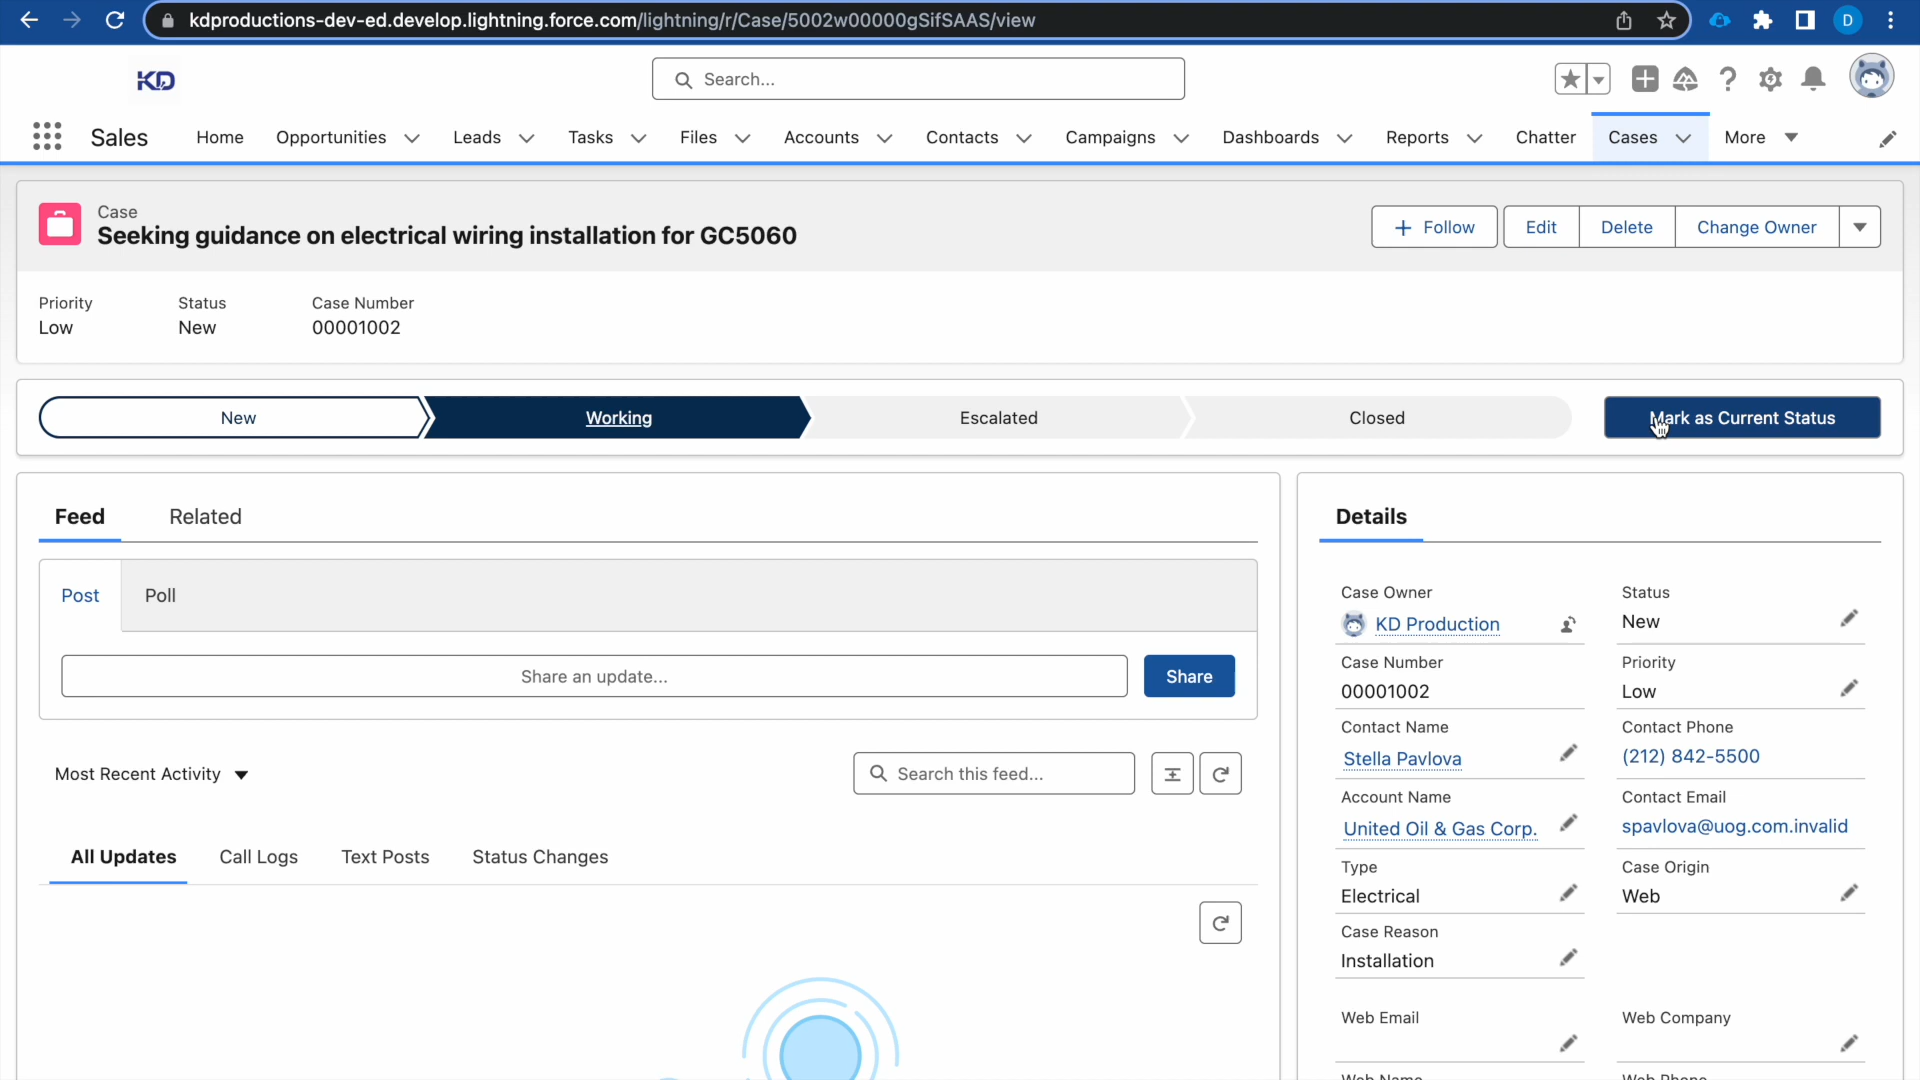 kdproductions-dev-ed.develop.lightning.force.com/lightning/r/Case/5002w00000gSifSAAS/view
D
KD
Search...
Sales
Home
Opportunities
Leads
Tasks
Files
Accounts
Contacts
Campaigns
Dashboards
Reports
Chatter
Cases
More
Case
Seeking guidance on electrical wiring installation for GC5060
+ Follow
Edit
Delete
Change Owner
Priority
Low
Status
New
Case Number
00001002
New
Working
Escalated
Closed
Mark as Current Status
Feed
Related
Post
Poll
Share an update...
Share
Most Recent Activity
Search this feed...
All Updates
Call Logs
Text Posts
Status Changes
Details
Case Owner
KD Production
Status
New
Case Number
00001002
Priority
Low
Contact Name
Stella Pavlova
Contact Phone
(212) 842-5500
Account Name
United Oil & Gas Corp.
Contact Email
spavlova@uog.com.invalid
Type
Electrical
Case Origin
Web
Case Reason
Installation
Web Email
Web Company
Web Name
Web Phone